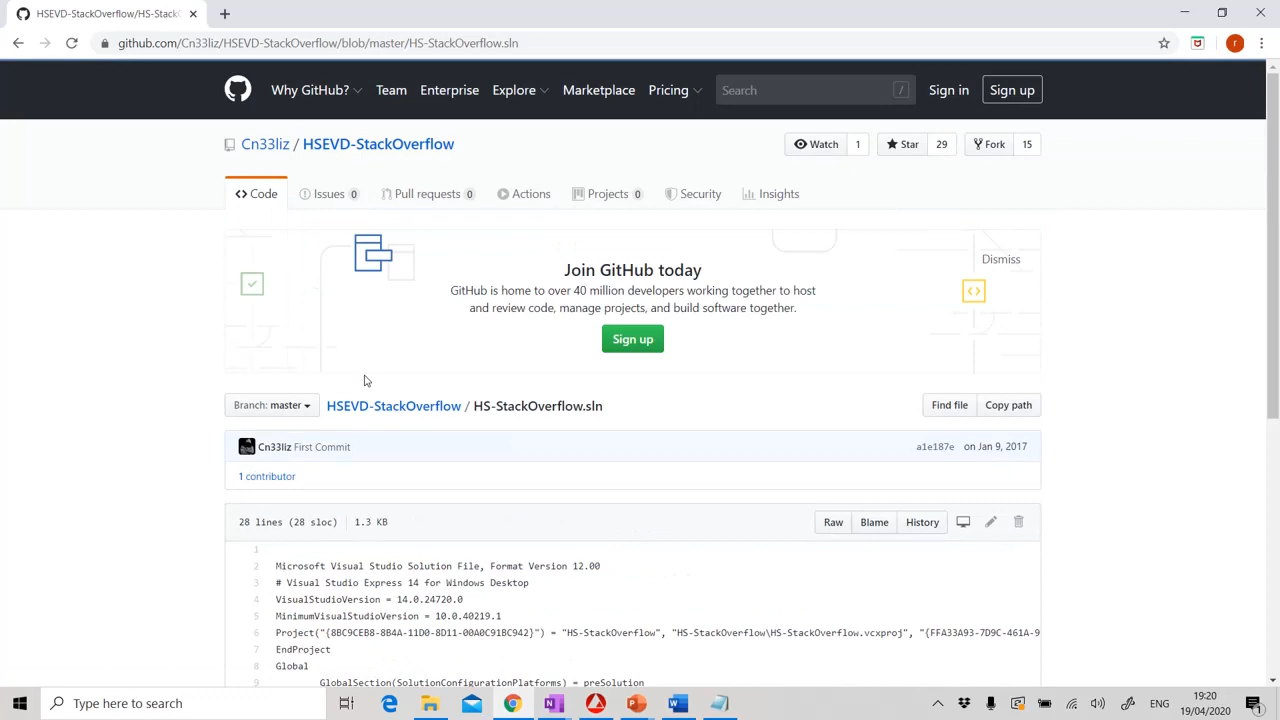 HSEVD-StackOverflow/HS-Stack
github.com/Cn33liz/HSEVD-StackOverflow/blob/master/HS-StackOverflow.sln
r
Why GitHub? Team Enterprise Explore Marketplace Pricing Search / Sign in Sign up
Cn33liz / HSEVD-StackOverflow Watch 1 Star 29 Fork 15
Code Issues 0 Pull requests 0 Actions Projects 0 Security Insights
Dismiss
Join GitHub today
GitHub is home to over 40 million developers working together to host
and review code, manage projects, and build software together.
Sign up
Branch: master HSEVD-StackOverflow / HS-StackOverflow.sln Find file Copy path
Cn33liz First Commit a1e187e on Jan 9, 2017
1 contributor
28 lines (28 sloc) 1.3 KB Raw Blame History
1
2 Microsoft Visual Studio Solution File, Format Version 12.00
3 # Visual Studio Express 14 for Windows Desktop
4 VisualStudioVersion = 14.0.24720.0
5 MinimumVisualStudioVersion = 10.0.40219.1
6 Project("{8BC9CEB8-8B4A-11D0-8D11-00A0C91BC942}") = "HS-StackOverflow", "HS-StackOverflow\HS-StackOverflow.vcxproj", "{FFA33A93-7D9C-461A-9
7 EndProject
8 Global
9 GlobalSection(SolutionConfigurationPlatforms) = preSolution
Type here to search
ENG
19:20
19/04/2020
1